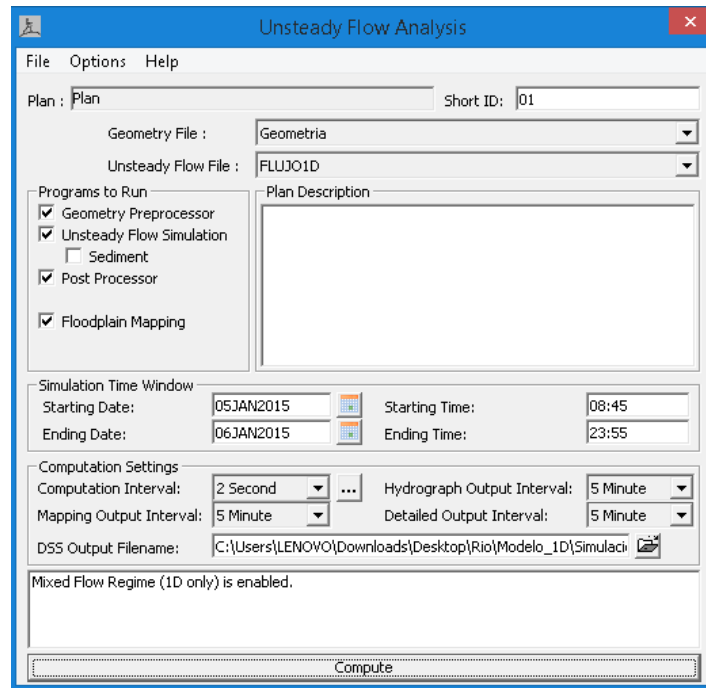 Unsteady Flow Analysis
File Options Help
Plan : Plan Short ID: 01
Geometry File : Geometria
Unsteady Flow File : FLUJO1D
Programs to Run
Geometry Preprocessor
Unsteady Flow Simulation
Sediment
Post Processor
Floodplain Mapping
Plan Description
Simulation Time Window
Starting Date: 05JAN2015 Starting Time: 08:45
Ending Date: 06JAN2015 Ending Time: 23:55
Computation Settings
Computation Interval: 2 Second ... Hydrograph Output Interval: 5 Minute
Mapping Output Interval: 5 Minute Detailed Output Interval: 5 Minute
DSS Output Filename: C:\Users\LENOVO\Downloads\Desktop\Rio\Modelo_1D\Simulaci
Mixed Flow Regime (1D only) is enabled.
Compute